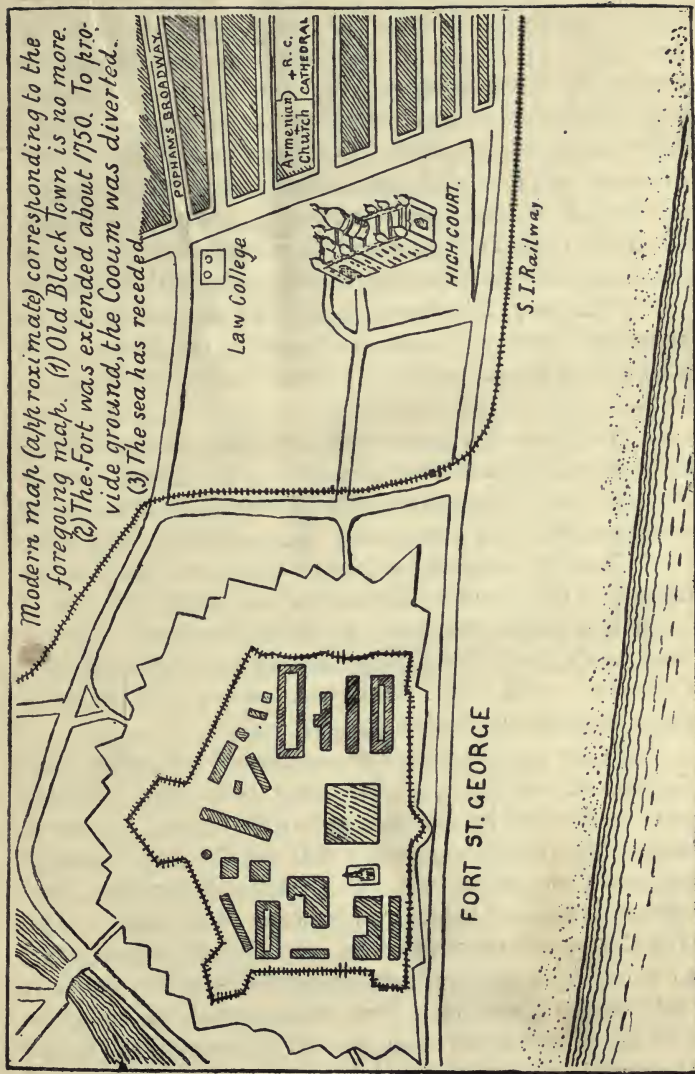 Modern map (approximate) corresponding to the
foregoing map. (1) Old Black Town is no more.
(2) The Fort was extended about 1750. To pro-
vide ground, the Cooum was diverted.
(3) The sea has receded.
POPHAM'S BROADWAY
Armenian
+
Church
+ R. C.
CATHEDRAL
Law College
HIGH COURT.
S. I. Railway
FORT ST. GEORGE